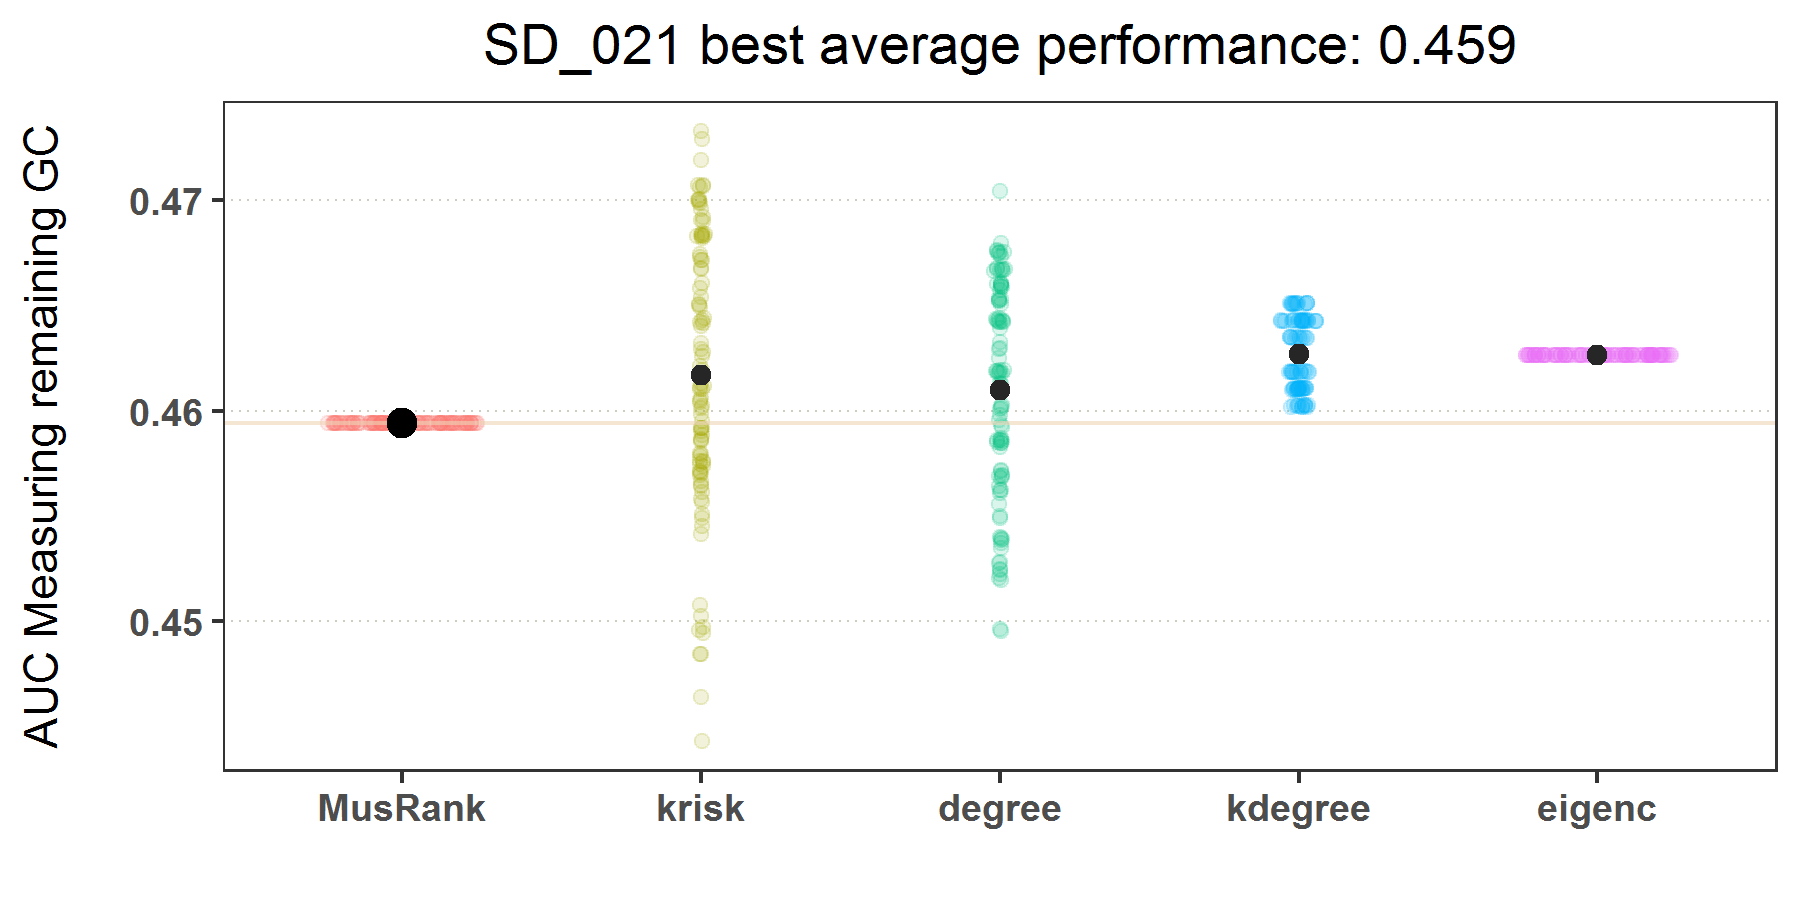 SD_021 best average performance: 0.459
AUC Measuring remaining GC
0.47
0.46
0.45
MusRank krisk degree kdegree eigenc